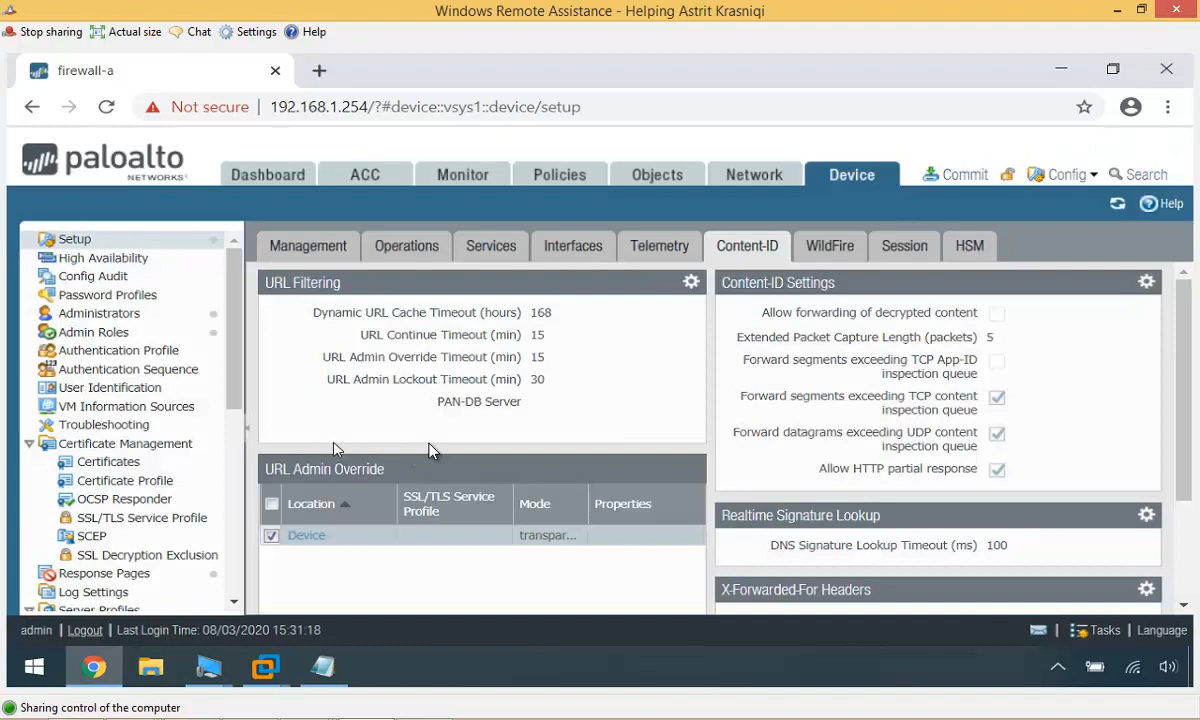 Windows Remote Assistance - Helping Astrit Krasniqi
Stop sharing Actual size Chat Settings Help
firewall-a
Not secure | 192.168.1.254/?#device::vsys1::device/setup
paloalto
NETWORKS
Dashboard ACC Monitor Policies Objects Network Device Commit Config Search
Help
Setup
High Availability
Config Audit
Password Profiles
Administrators
Admin Roles
Authentication Profile
Authentication Sequence
User Identification
VM Information Sources
Troubleshooting
Certificate Management
Certificates
Certificate Profile
OCSP Responder
SSL/TLS Service Profile
SCEP
SSL Decryption Exclusion
Response Pages
Log Settings
Server Profiles
Management Operations Services Interfaces Telemetry Content-ID WildFire Session HSM
URL Filtering
Dynamic URL Cache Timeout (hours) 168
URL Continue Timeout (min) 15
URL Admin Override Timeout (min) 15
URL Admin Lockout Timeout (min) 30
PAN-DB Server
URL Admin Override
Location SSL/TLS Service Profile Mode Properties
Device transpar...
Content-ID Settings
Allow forwarding of decrypted content
Extended Packet Capture Length (packets) 5
Forward segments exceeding TCP App-ID
inspection queue
Forward segments exceeding TCP content
inspection queue
Forward datagrams exceeding UDP content
inspection queue
Allow HTTP partial response
Realtime Signature Lookup
DNS Signature Lookup Timeout (ms) 100
X-Forwarded-For Headers
admin | Logout | Last Login Time: 08/03/2020 15:31:18
Tasks | Language
Sharing control of the computer